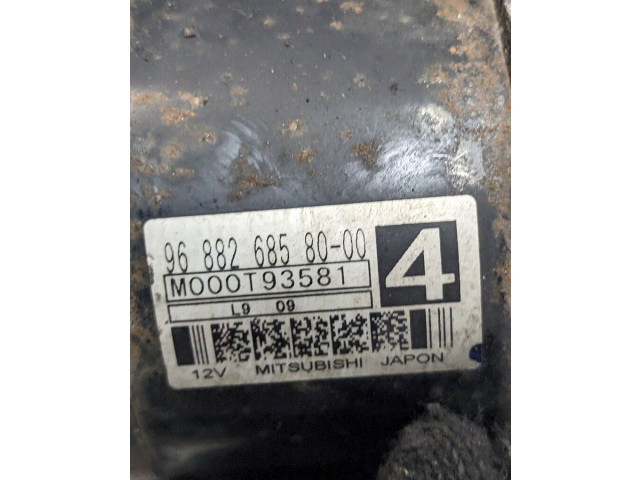 96 882 685 80-00
4
M000T93581
L9 09
12V MITSUBISHI JAPON